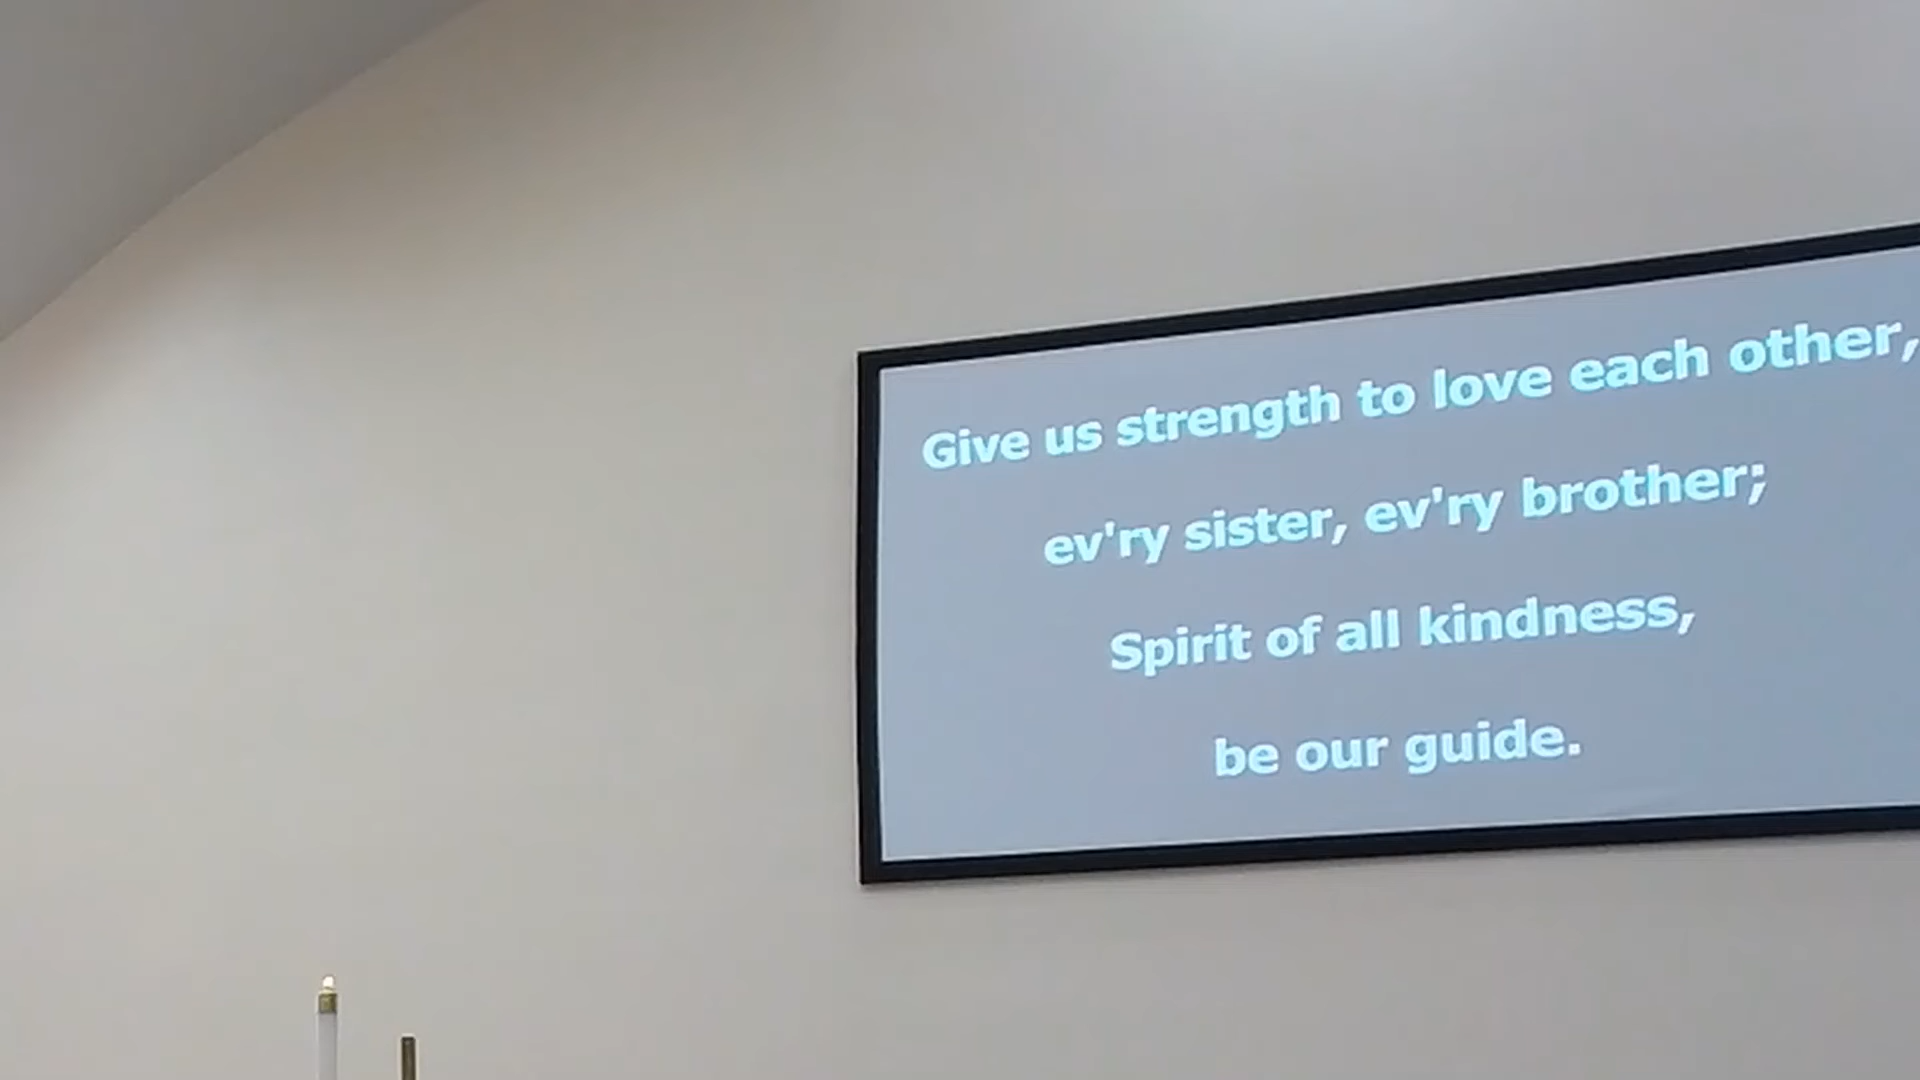 Give us strength to love each other,
ev'ry sister, ev'ry brother;
Spirit of all kindness,
be our guide.